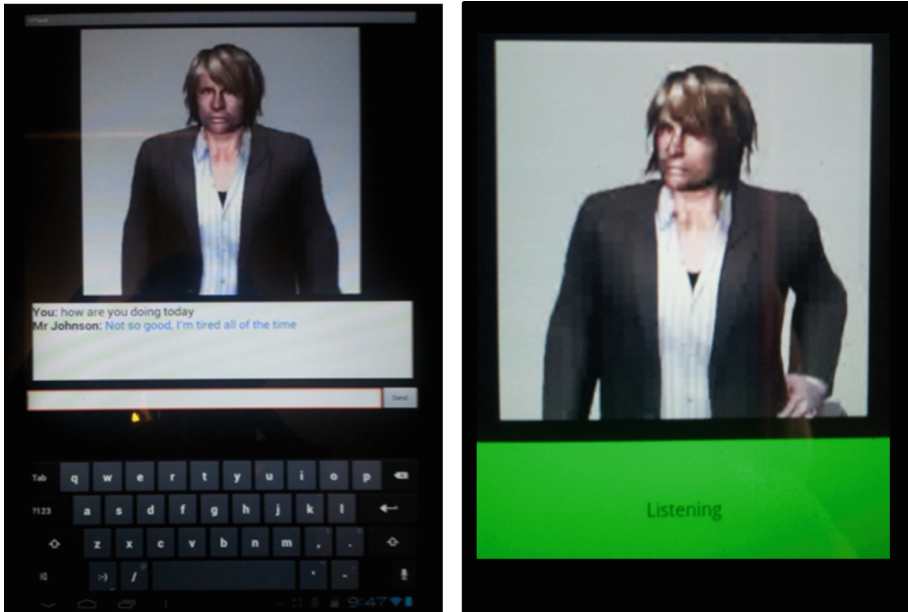 You: how are you doing today
Mr Johnson: Not so good, I'm tired all of the time
Send
Tab q w e r t y u i o p
?123 a s d f g h j k l
z x c v b n m , .
:-) / ' -
9:47
Listening